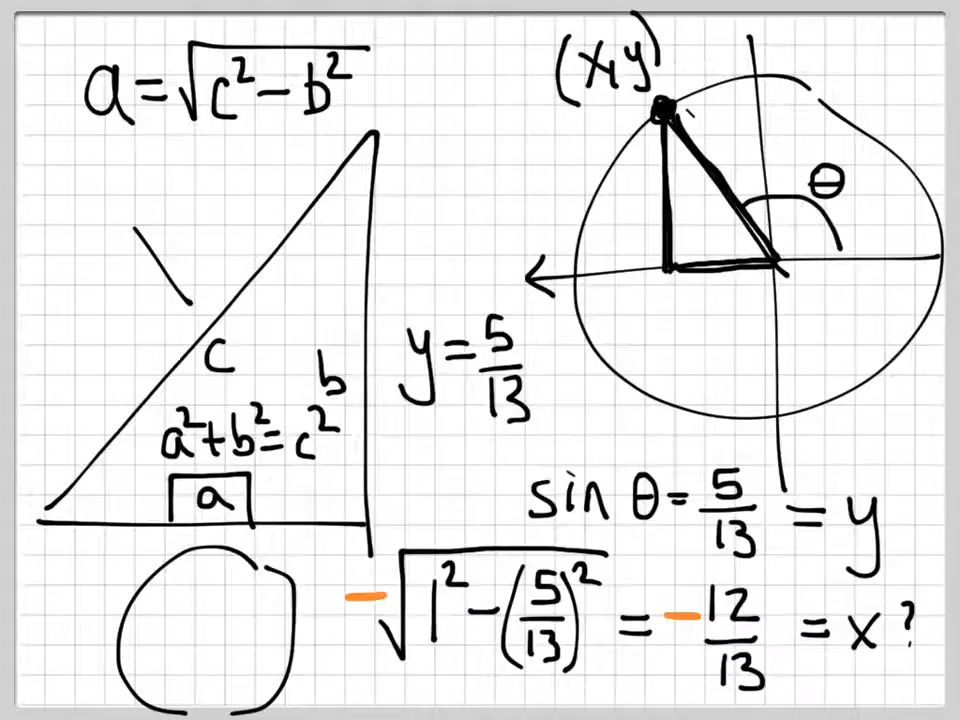 a = √c² - b²
(x, y)
θ
c
b
y = 5/13
a² + b² = c²
a
sin θ = 5/13 = y
-√1² - (5/13)² = -12/13 = x?